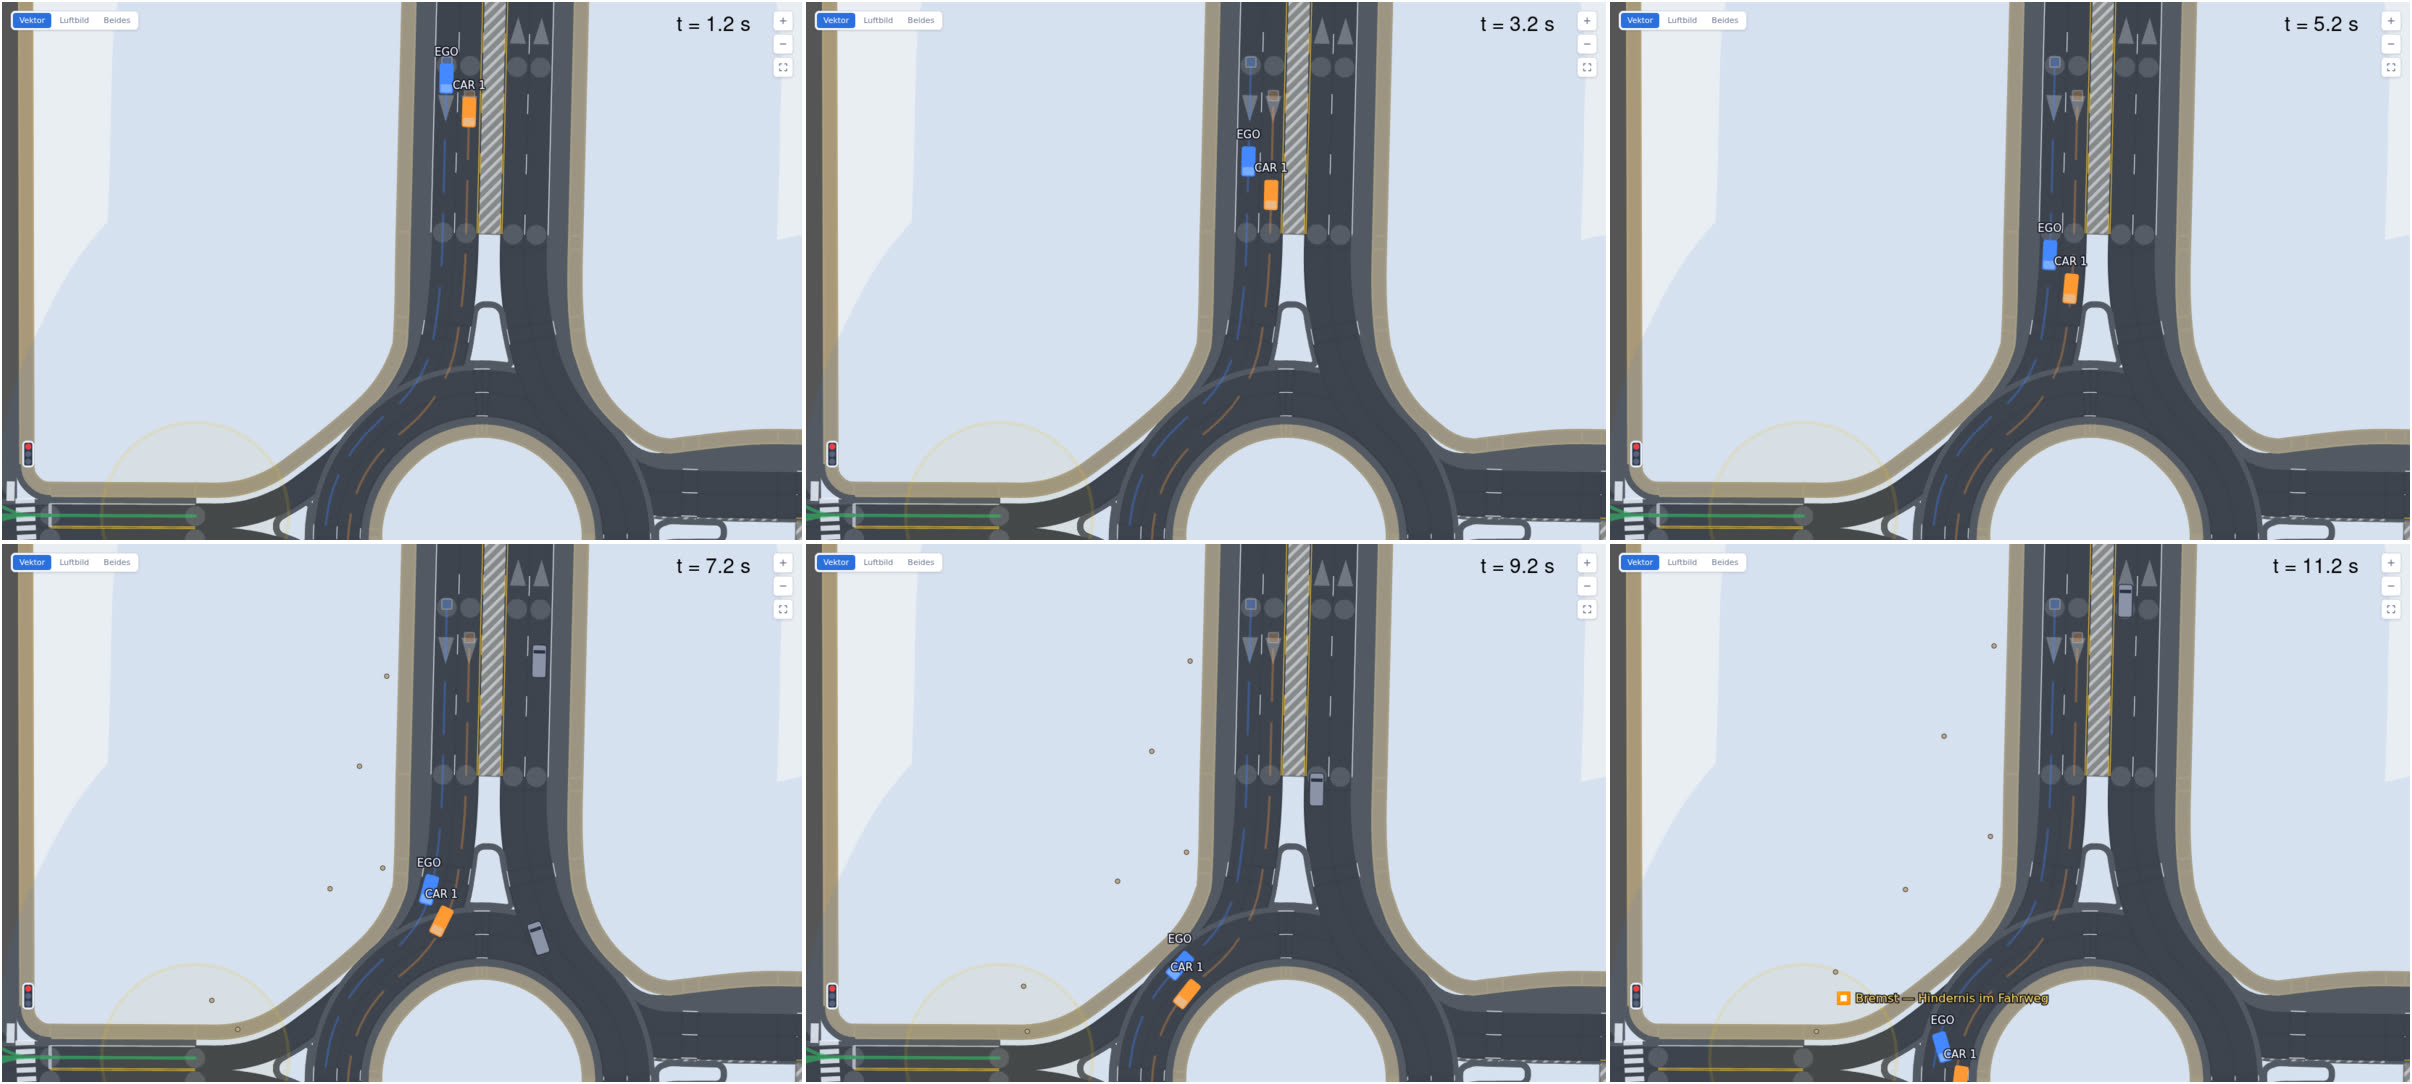 Vektor Luftbild Beides
t = 1.2 s
+
−
EGO
CAR 1
Vektor Luftbild Beides
t = 3.2 s
+
−
EGO
CAR 1
Vektor Luftbild Beides
t = 5.2 s
+
−
EGO
CAR 1
Vektor Luftbild Beides
t = 7.2 s
+
−
EGO
CAR 1
Vektor Luftbild Beides
t = 9.2 s
+
−
EGO
CAR 1
Vektor Luftbild Beides
t = 11.2 s
+
−
Bremst — Hindernis im Fahrweg
EGO
CAR 1